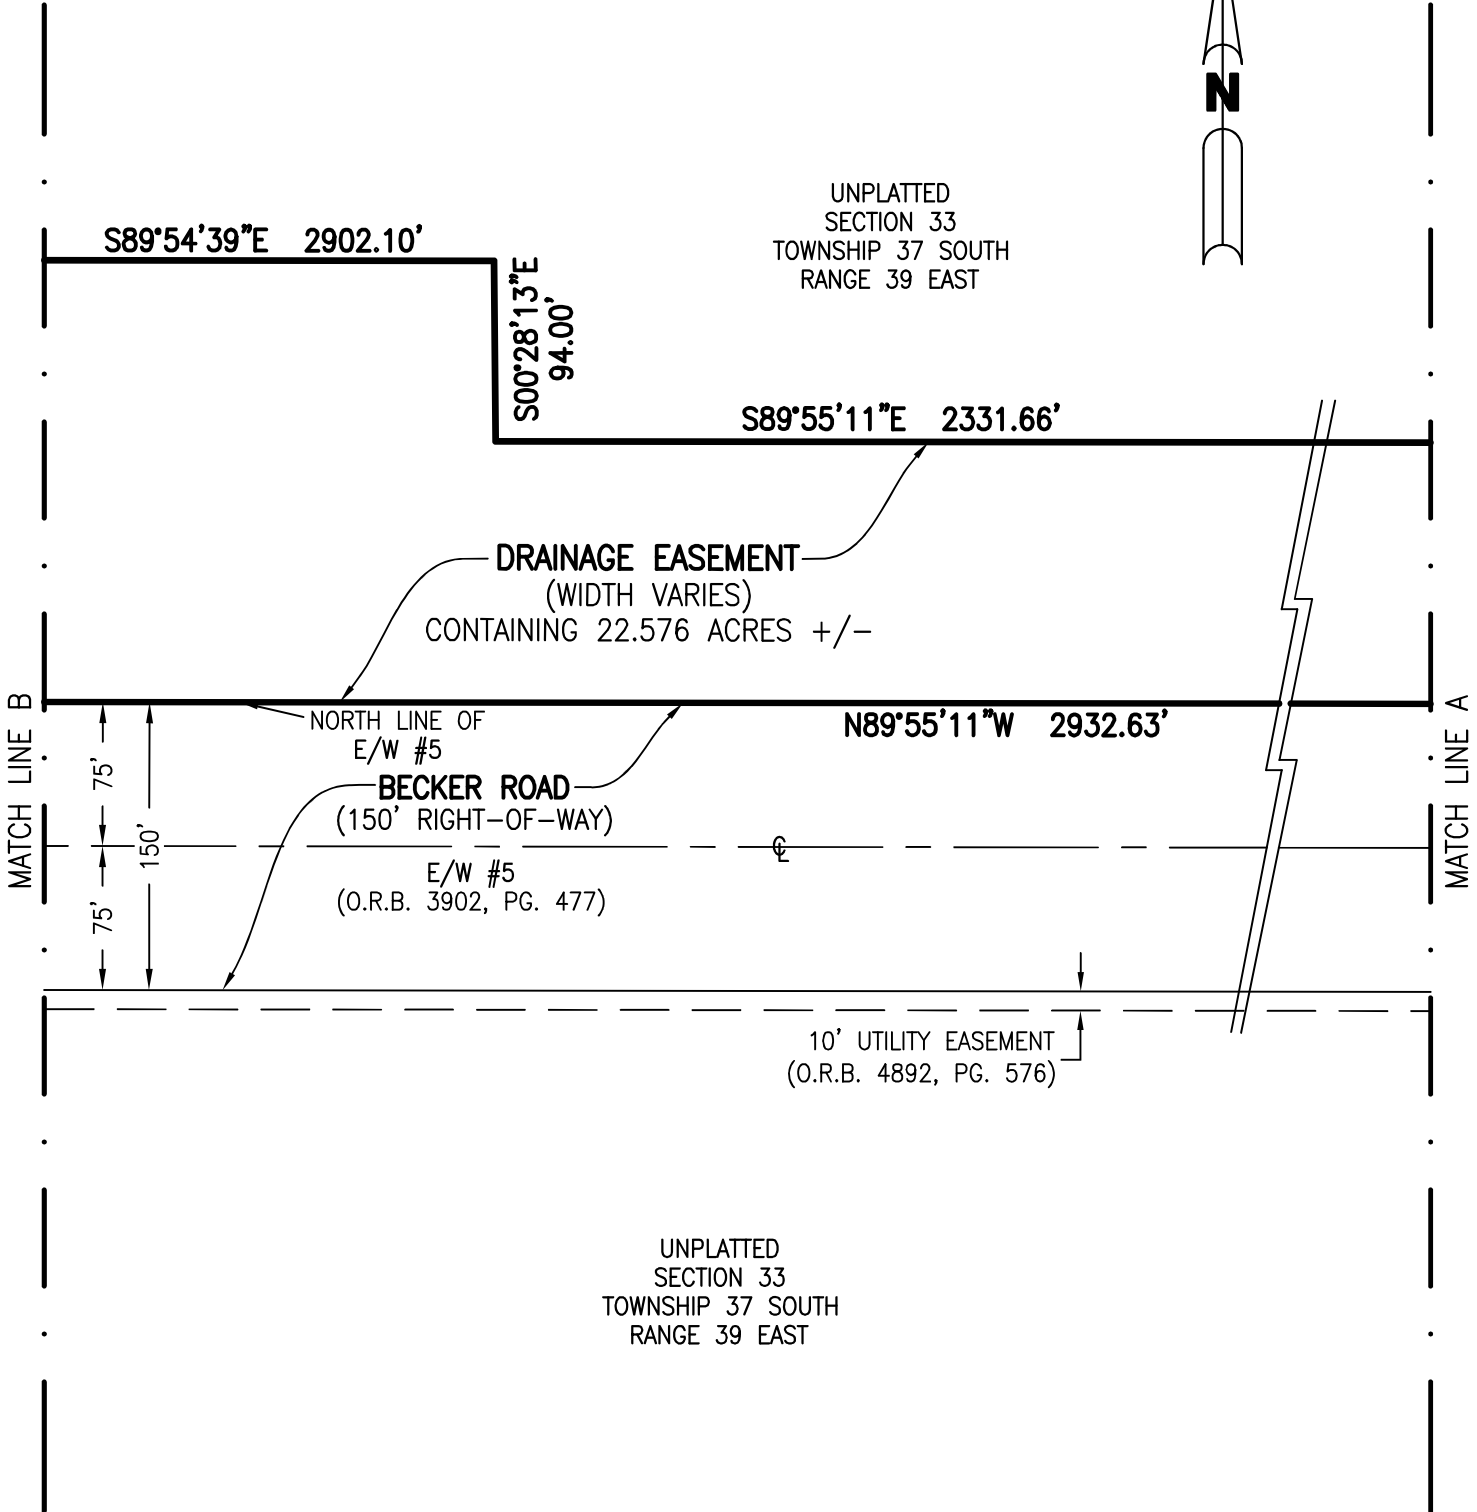 N
UNPLATTED
SECTION 33
TOWNSHIP 37 SOUTH
RANGE 39 EAST
S89°54'39"E 2902.10'
S00°28'13"E
94.00'
S89°55'11"E 2331.66'
DRAINAGE EASEMENT
(WIDTH VARIES)
CONTAINING 22.576 ACRES +/-
MATCH LINE B
MATCH LINE A
NORTH LINE OF
E/W #5
N89°55'11"W 2932.63'
75'
150'
75'
BECKER ROAD
(150' RIGHT-OF-WAY)
℄
E/W #5
(O.R.B. 3902, PG. 477)
10' UTILITY EASEMENT
(O.R.B. 4892, PG. 576)
UNPLATTED
SECTION 33
TOWNSHIP 37 SOUTH
RANGE 39 EAST